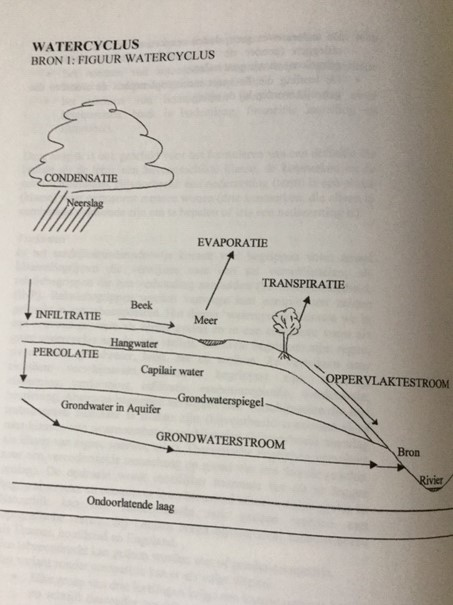 WATERCYCLUS
BRON 1: FIGUUR WATERCYCLUS
CONDENSATIE
Neerslag
EVAPORATIE
TRANSPIRATIE
Beek
INFILTRATIE
Meer
Hangwater
PERCOLATIE
Capilair water
OPPERVLAKTESTROOM
Grondwaterspiegel
Grondwater in Aquifer
GRONDWATERSTROOM
Bron
Rivier
Ondoorlatende laag